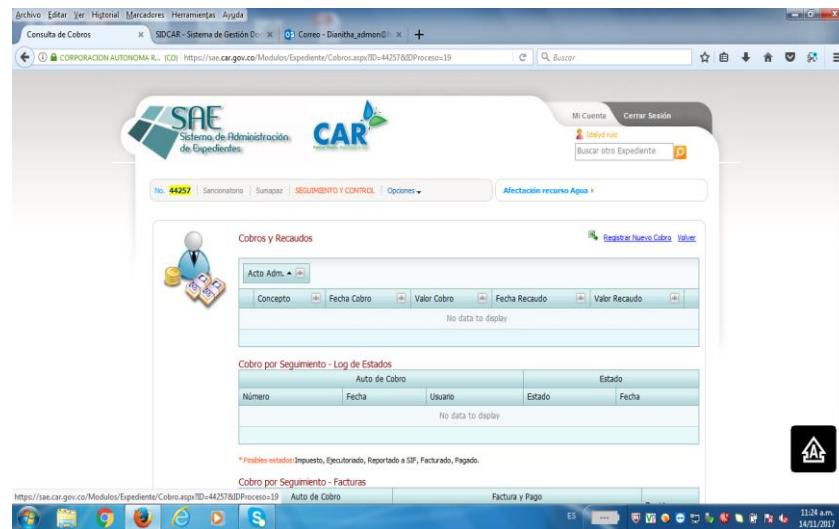 Archivo Editar Ver Historial Marcadores Herramientas Ayuda
Consulta de Cobros
SIDCAR - Sistema de Gestión Do
Correo - Dianitha_admon@h
CORPORACION AUTONOMA R... (CO)
https://sae.car.gov.co/Modulos/Expediente/Cobros.aspx?ID=44257&IDProceso=19
Buscar
SAE
Sistema de Administración
de Expedientes
CAR
Mi Cuenta Cerrar Sesión
Idalyd ruiz
Buscar otro Expediente
No. 44257 Sancionatorio Sumapaz SEGUIMIENTO Y CONTROL Opciones
Afectación recurso Agua
Cobros y Recaudos
Registrar Nuevo Cobro Volver
Acto Adm.
Concepto Fecha Cobro Valor Cobro Fecha Recaudo Valor Recaudo
No data to display
Cobro por Seguimiento - Log de Estados
Auto de Cobro Estado
Número Fecha Usuario Estado Fecha
No data to display
* Posibles estados: Impuesto, Ejecutoriado, Reportado a SIF, Facturado, Pagado.
Cobro por Seguimiento - Facturas
https://sae.car.gov.co/Modulos/Expediente/Cobro.aspx?ID=44257&IDProceso=19
Auto de Cobro Factura y Pago
ES
11:24 a.m.
14/11/2017